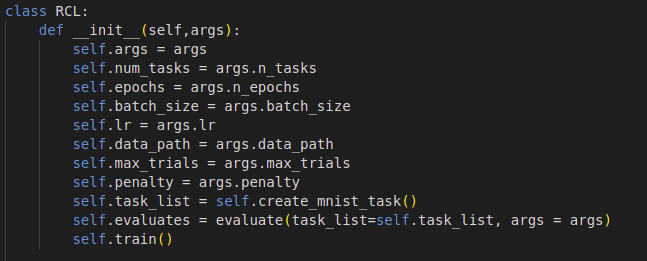 class RCL:
    def __init__(self,args):
        self.args = args
        self.num_tasks = args.n_tasks
        self.epochs = args.n_epochs
        self.batch_size = args.batch_size
        self.lr = args.lr
        self.data_path = args.data_path
        self.max_trials = args.max_trials
        self.penalty = args.penalty
        self.task_list = self.create_mnist_task()
        self.evaluates = evaluate(task_list=self.task_list, args = args)
        self.train()